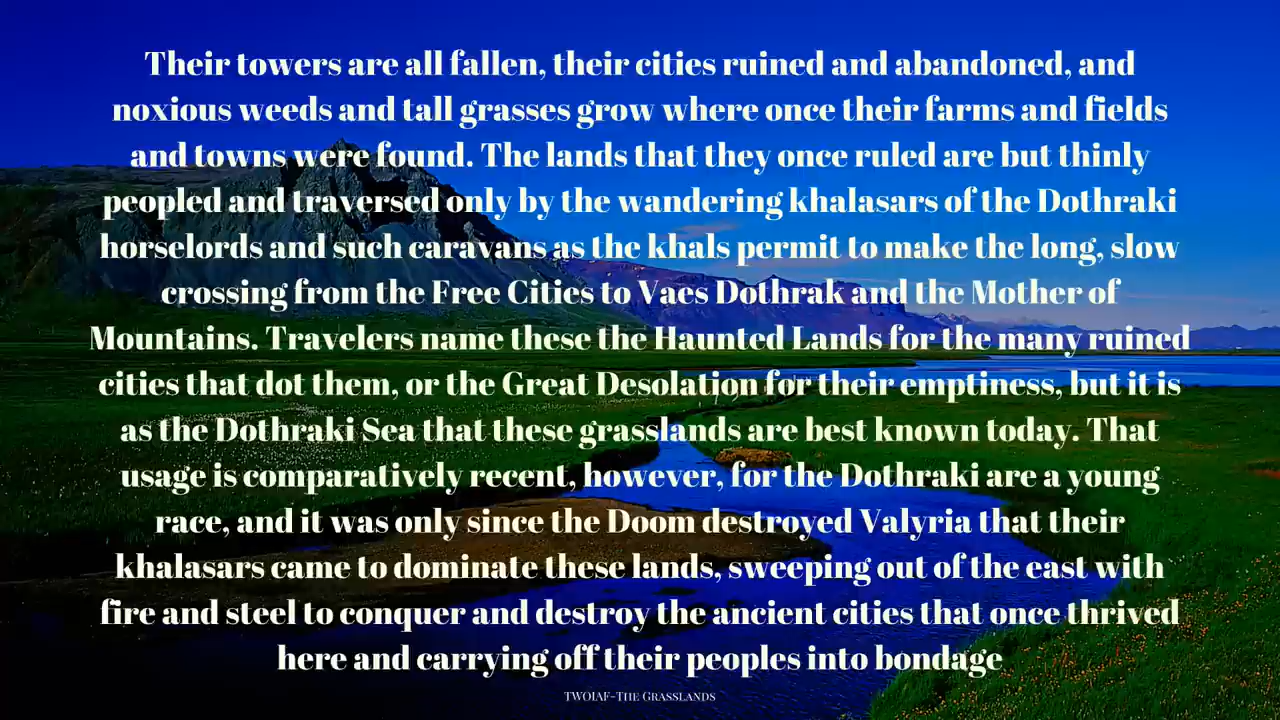 Their towers are all fallen, their cities ruined and abandoned, and
noxious weeds and tall grasses grow where once their farms and fields
and towns were found. The lands that they once ruled are but thinly
peopled and traversed only by the wandering khalasars of the Dothraki
horselords and such caravans as the khals permit to make the long, slow
crossing from the Free Cities to Vaes Dothrak and the Mother of
Mountains. Travelers name these the Haunted Lands for the many ruined
cities that dot them, or the Great Desolation for their emptiness, but it is
as the Dothraki Sea that these grasslands are best known today. That
usage is comparatively recent, however, for the Dothraki are a young
race, and it was only since the Doom destroyed Valyria that their
khalasars came to dominate these lands, sweeping out of the east with
fire and steel to conquer and destroy the ancient cities that once thrived
here and carrying off their peoples into bondage
TWOIAF-The Grasslands